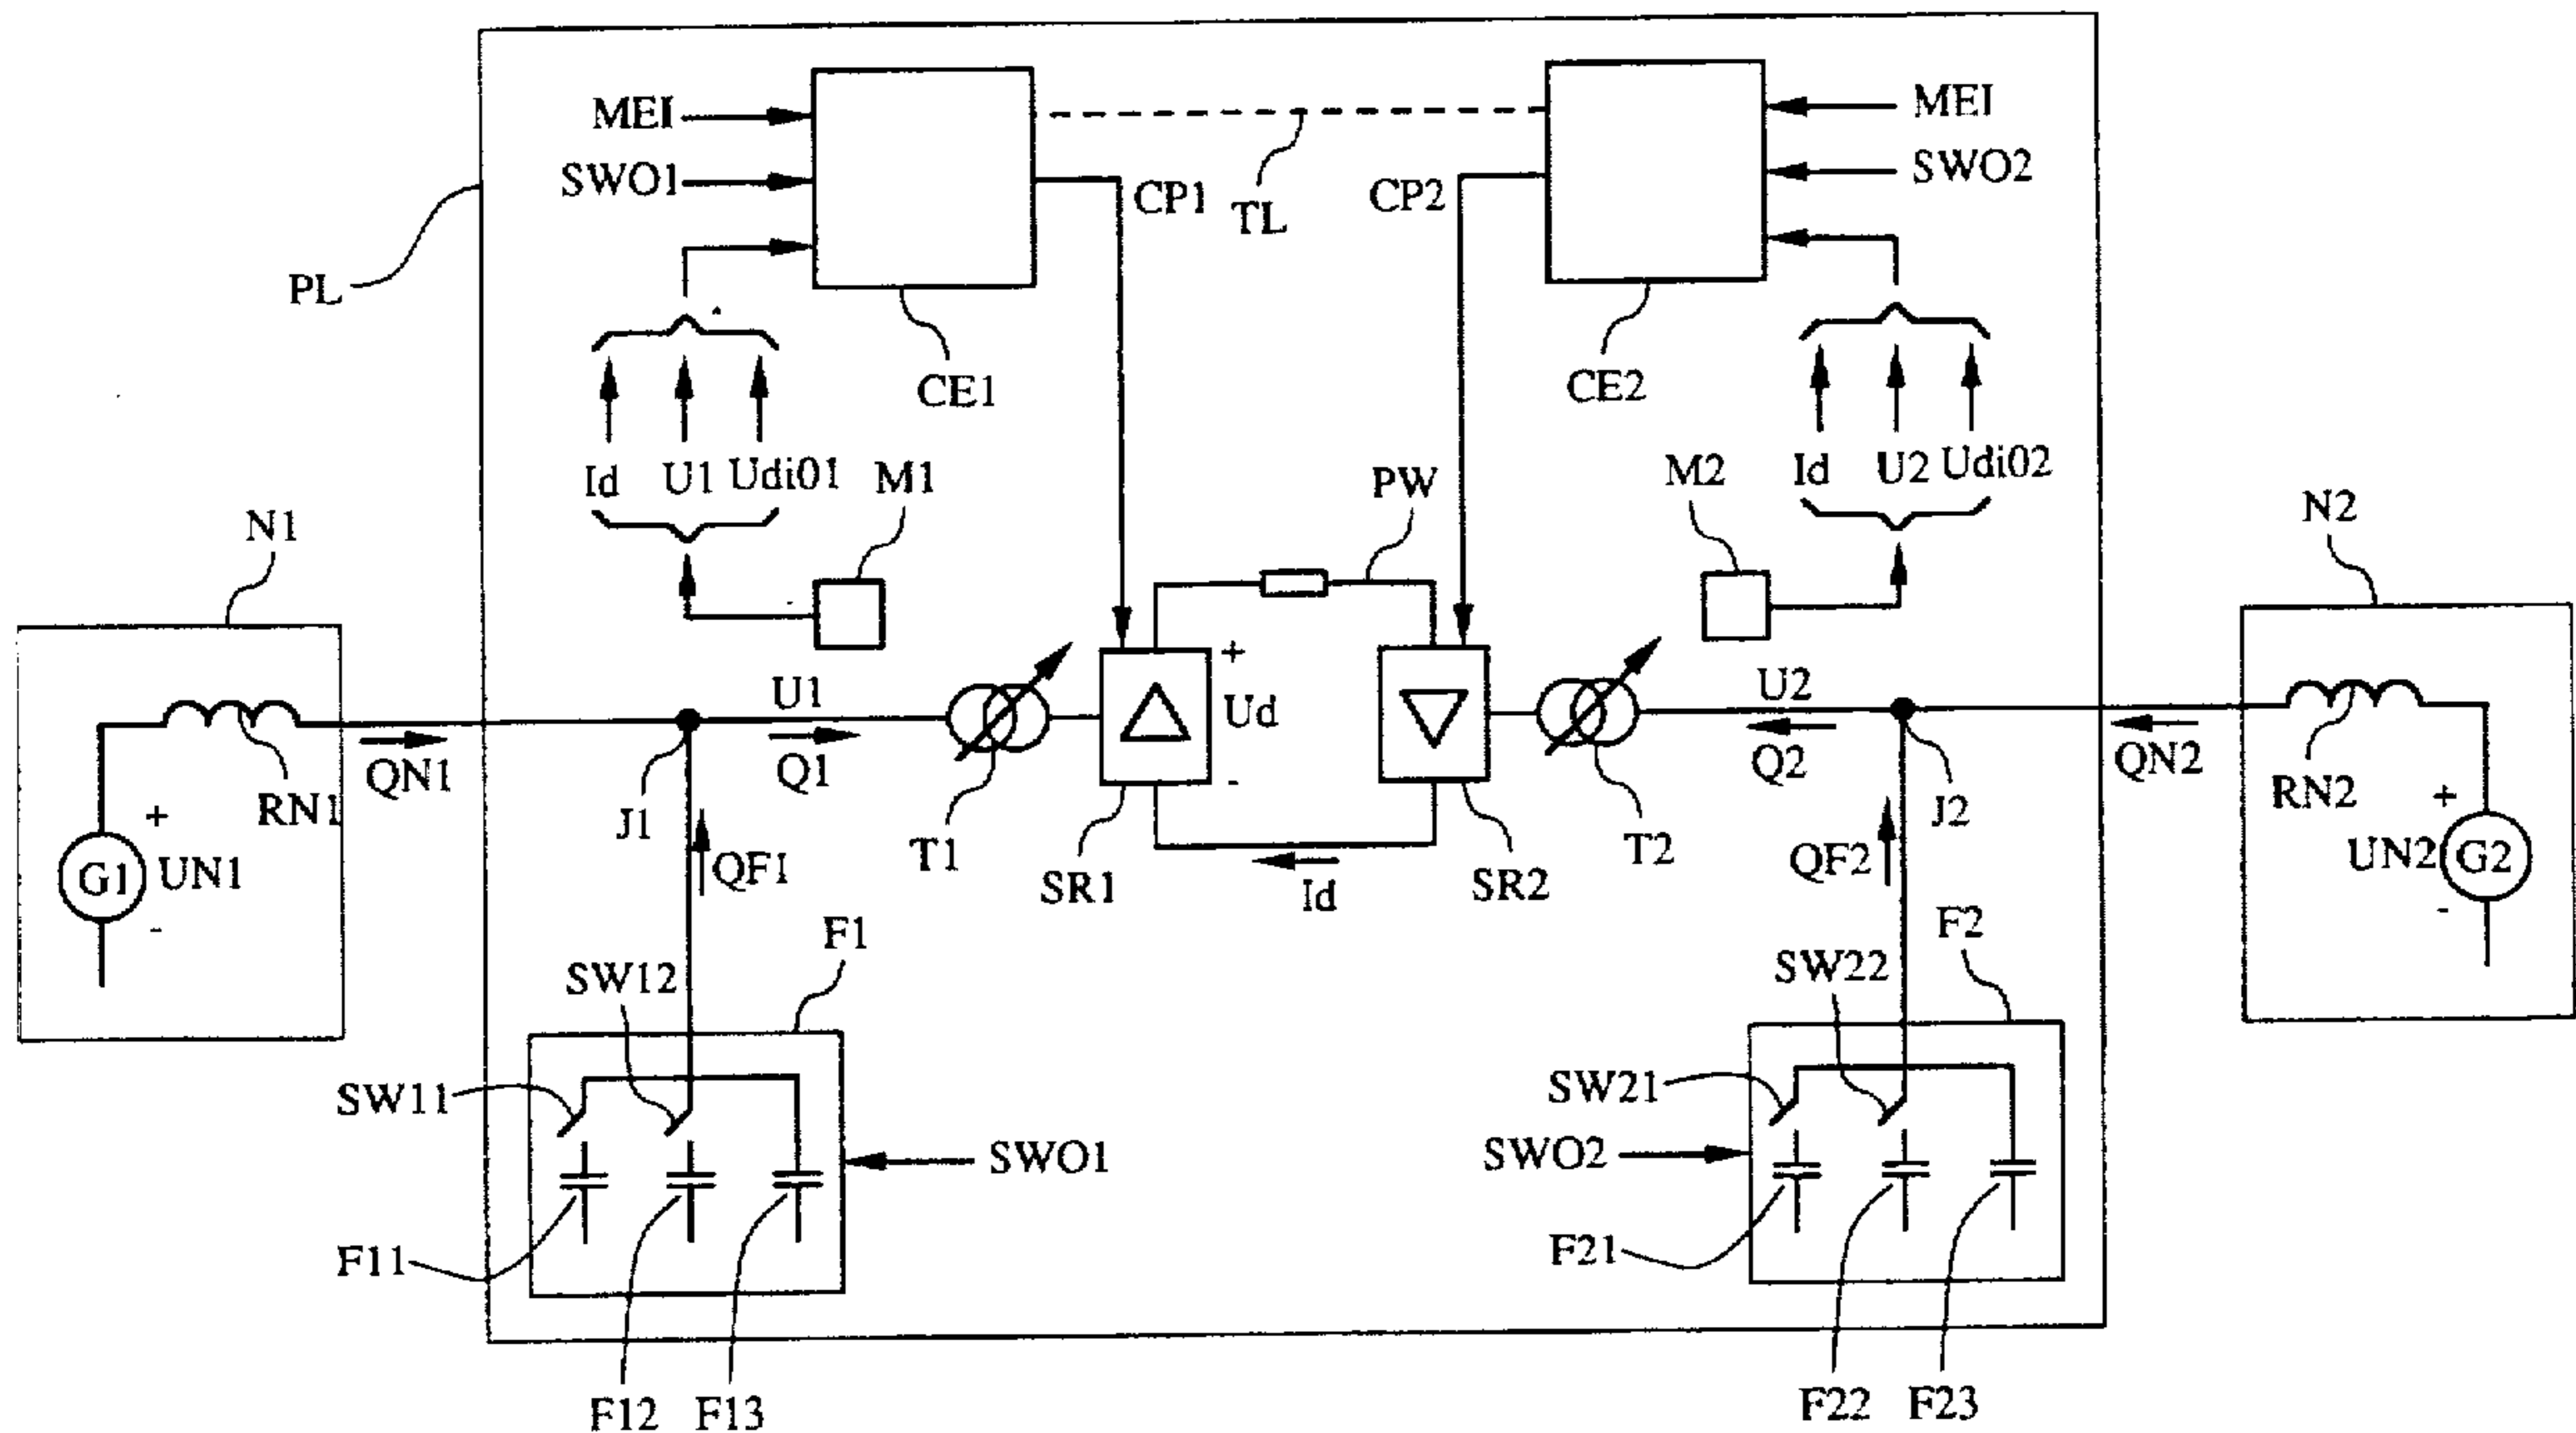 MEI
MEI
SWO1
SWO2
CP1
CP2
TL
PL
CE1
CE2
Id
U1
Udi01
M1
PW
M2
Id
U2
Udi02
N1
N2
U1
+
Ud
-
U2
QN1
Q1
Q2
QN2
RN1
RN2
J1
J2
T1
T2
SR1
SR2
Id
+
G1
UN1
-
+
UN2
G2
-
QF1
QF2
F1
F2
SW12
SW22
SW11
SW21
SWO1
SWO2
F11
F21
F12
F13
F22
F23